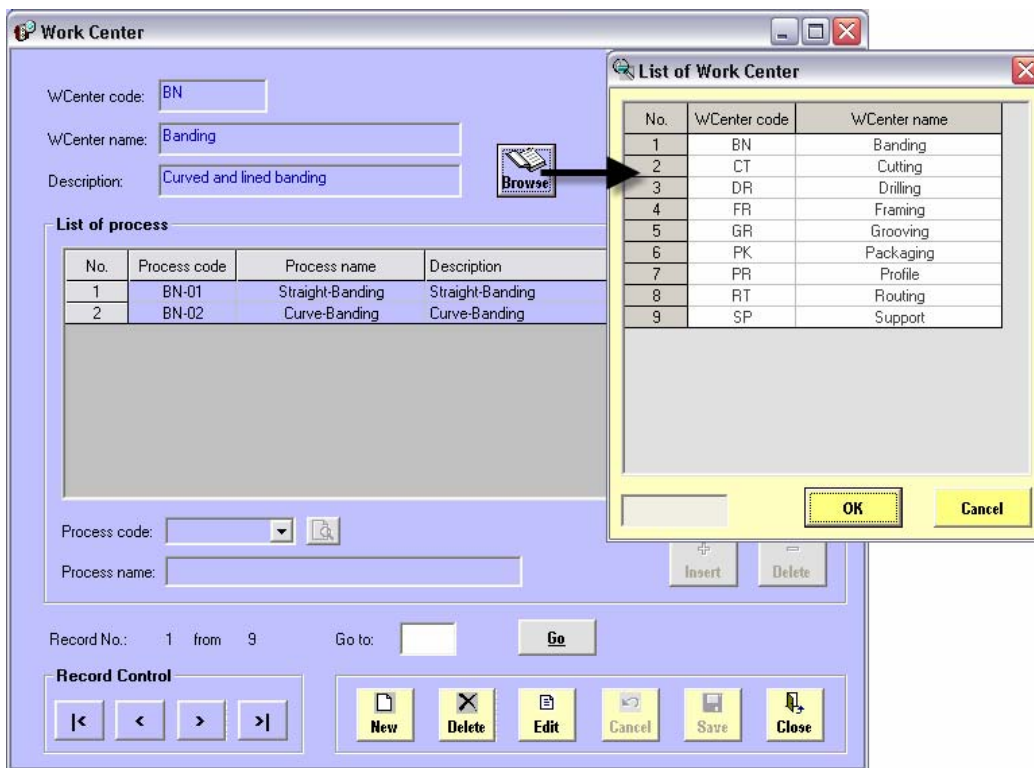 Work Center
WCenter code: BN
WCenter name: Banding
Description: Curved and lined banding
Browse
List of process
No. Process code Process name Description
1 BN-01 Straight-Banding Straight-Banding
2 BN-02 Curve-Banding Curve-Banding
Process code:
Process name:
Insert Delete
Record No.: 1 from 9 Go to: Go
Record Control
|< < > >|
New Delete Edit Cancel Save Close
List of Work Center
No. WCenter code WCenter name
1 BN Banding
2 CT Cutting
3 DR Drilling
4 FR Framing
5 GR Grooving
6 PK Packaging
7 PR Profile
8 RT Routing
9 SP Support
OK Cancel